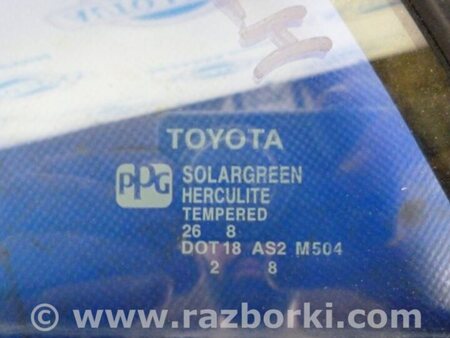 TOYOTA
PPG
SOLARGREEN
HERCULITE
TEMPERED
26 8
DOT18 AS2 M504
2 8
© www.razborki.com